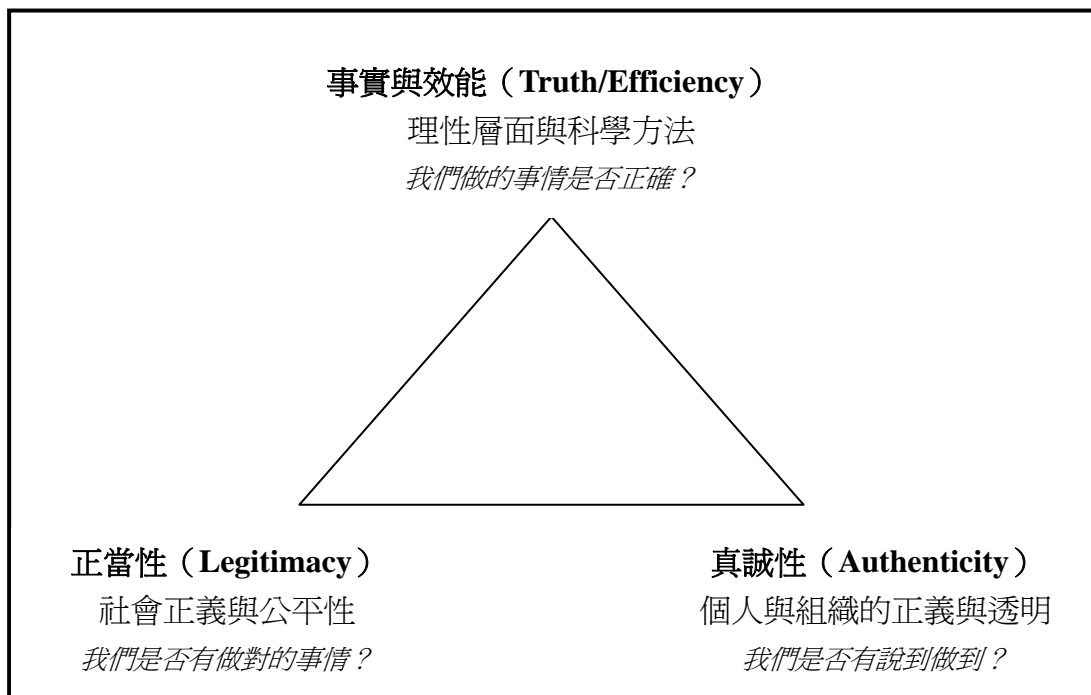 事實與效能（Truth/Efficiency）
理性層面與科學方法
我們做的事情是否正確？
正當性（Legitimacy）
社會正義與公平性
我們是否有做對的事情？
真誠性（Authenticity）
個人與組織的正義與透明
我們是否有說到做到？